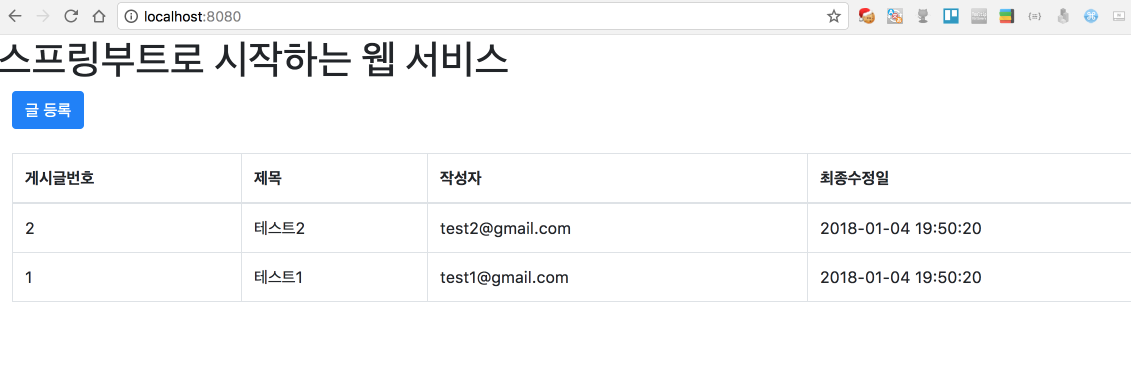 localhost:8080
스프링부트로 시작하는 웹 서비스
글 등록
게시글번호 제목 작성자 최종수정일
2 테스트2 test2@gmail.com 2018-01-04 19:50:20
1 테스트1 test1@gmail.com 2018-01-04 19:50:20